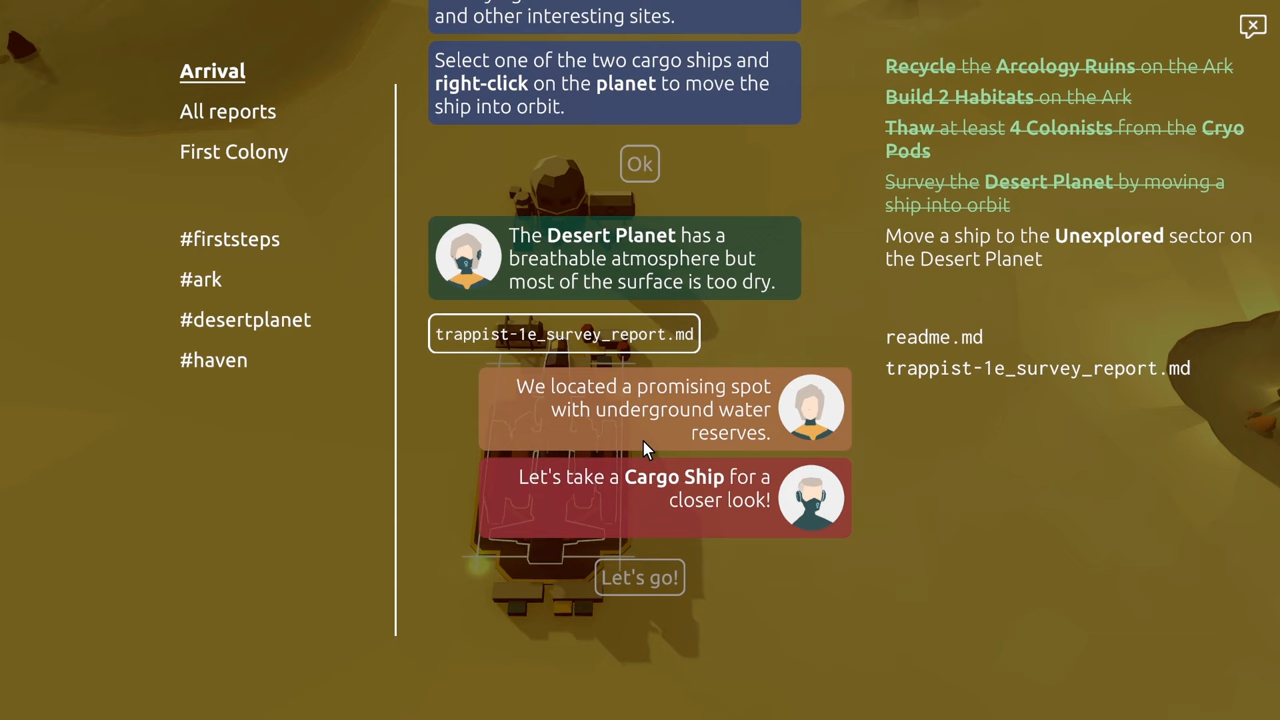 Arrival
All reports
First Colony
#firststeps
#ark
#desertplanet
#haven
and other interesting sites.
Select one of the two cargo ships and
right-click on the planet to move the
ship into orbit.
Ok
The Desert Planet has a
breathable atmosphere but
most of the surface is too dry.
trappist-1e_survey_report.md
We located a promising spot
with underground water
reserves.
Let's take a Cargo Ship for a
closer look!
Let's go!
Recycle the Arcology Ruins on the Ark
Build 2 Habitats on the Ark
Thaw at least 4 Colonists from the Cryo
Pods
Survey the Desert Planet by moving a
ship into orbit
Move a ship to the Unexplored sector on
the Desert Planet
readme.md
trappist-1e_survey_report.md